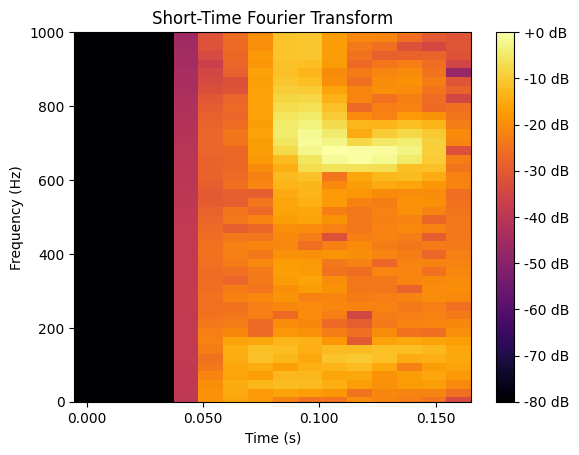 Short-Time Fourier Transform
Frequency (Hz)
1000
800
600
400
200
0
0.000
0.050
0.100
0.150
Time (s)
+0 dB
-10 dB
-20 dB
-30 dB
-40 dB
-50 dB
-60 dB
-70 dB
-80 dB